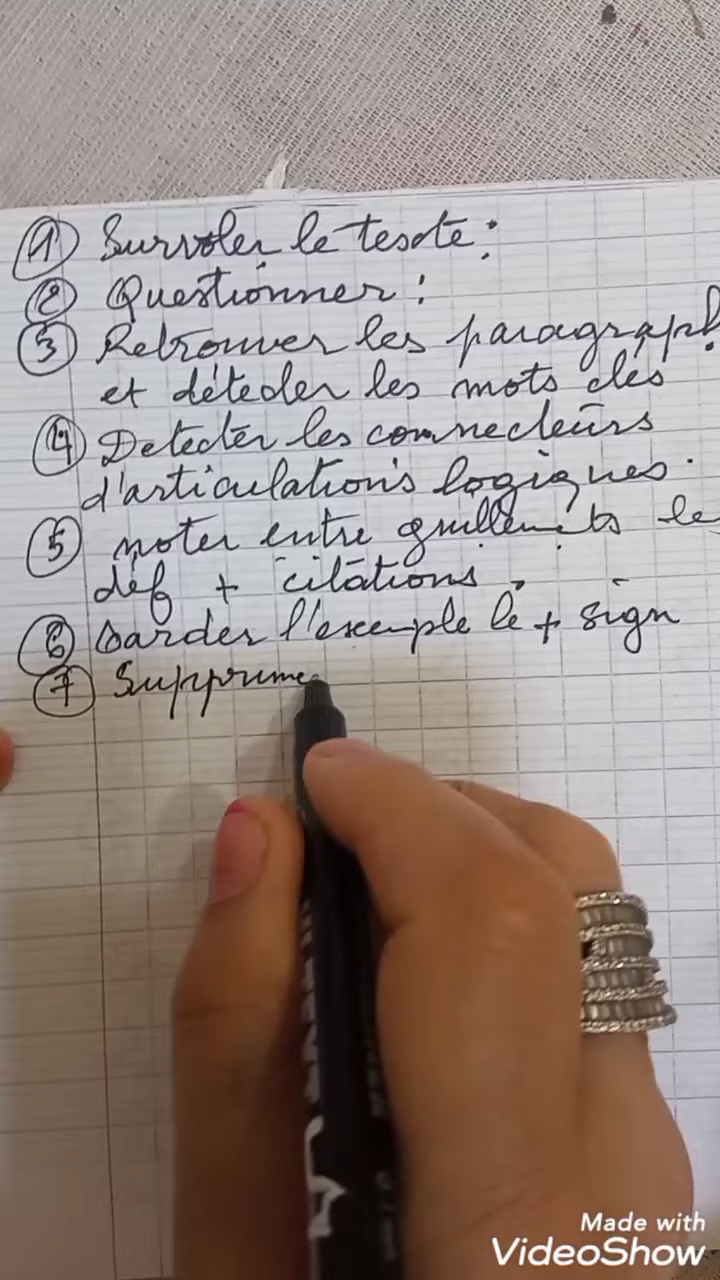 ① Survoler le texte :
② Questionner :
③ Retrouver les paragraph
et détecter les mots clés
④ Detecter les connecteurs
d'articulations logiques.
⑤ noter entre guillemets le
def + citations.
⑥ Garder l'exemple le + sign
⑦ Supprime
Made with
VideoShow